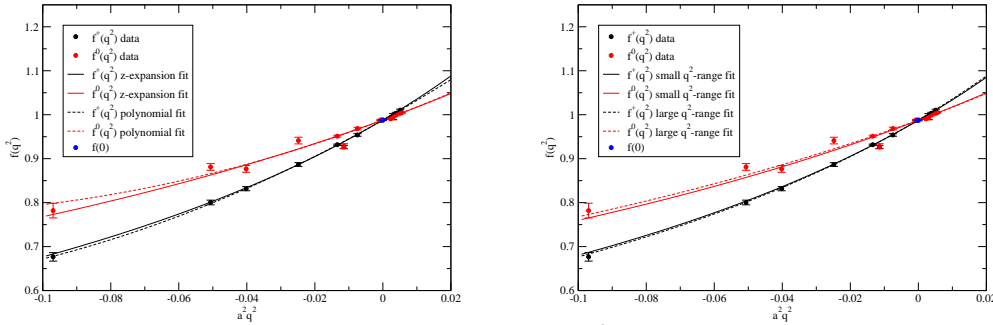 1.2
1.1
1
0.9
0.8
0.7
0.6
f(q²)
f⁺(q²) data
f⁰(q²) data
f⁺(q²) z-expansion fit
f⁰(q²) z-expansion fit
f⁺(q²) polynomial fit
f⁰(q²) polynomial fit
f(0)
-0.1 -0.08 -0.06 -0.04 -0.02 0 0.02
a²q²
1.2
1.1
1
0.9
0.8
0.7
0.6
f(q²)
f⁺(q²) data
f⁰(q²) data
f⁺(q²) small q²-range fit
f⁰(q²) small q²-range fit
f⁺(q²) large q²-range fit
f⁰(q²) large q²-range fit
f(0)
-0.1 -0.08 -0.06 -0.04 -0.02 0 0.02
a²q²